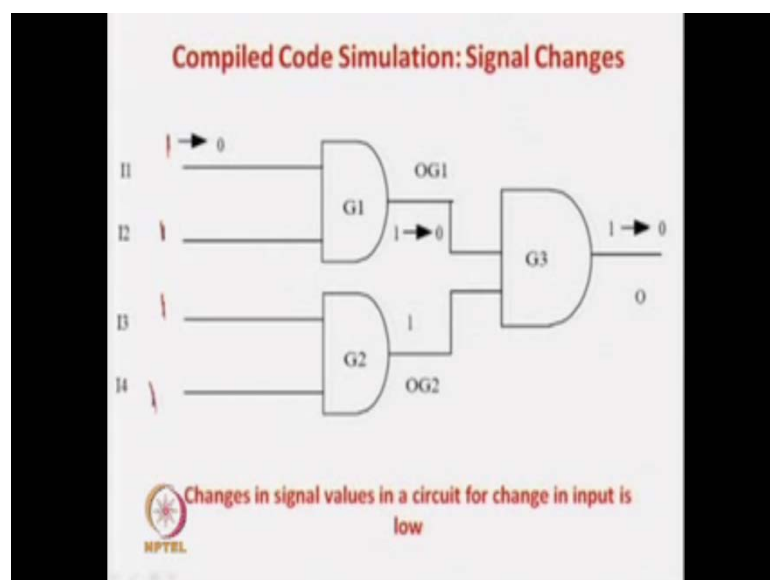 Compiled Code Simulation: Signal Changes
1 → 0
I1
OG1
G1
I2
1
1 → 0
1 → 0
G3
O
I3
1
1
G2
I4
1
OG2
Changes in signal values in a circuit for change in input is
low
NPTEL